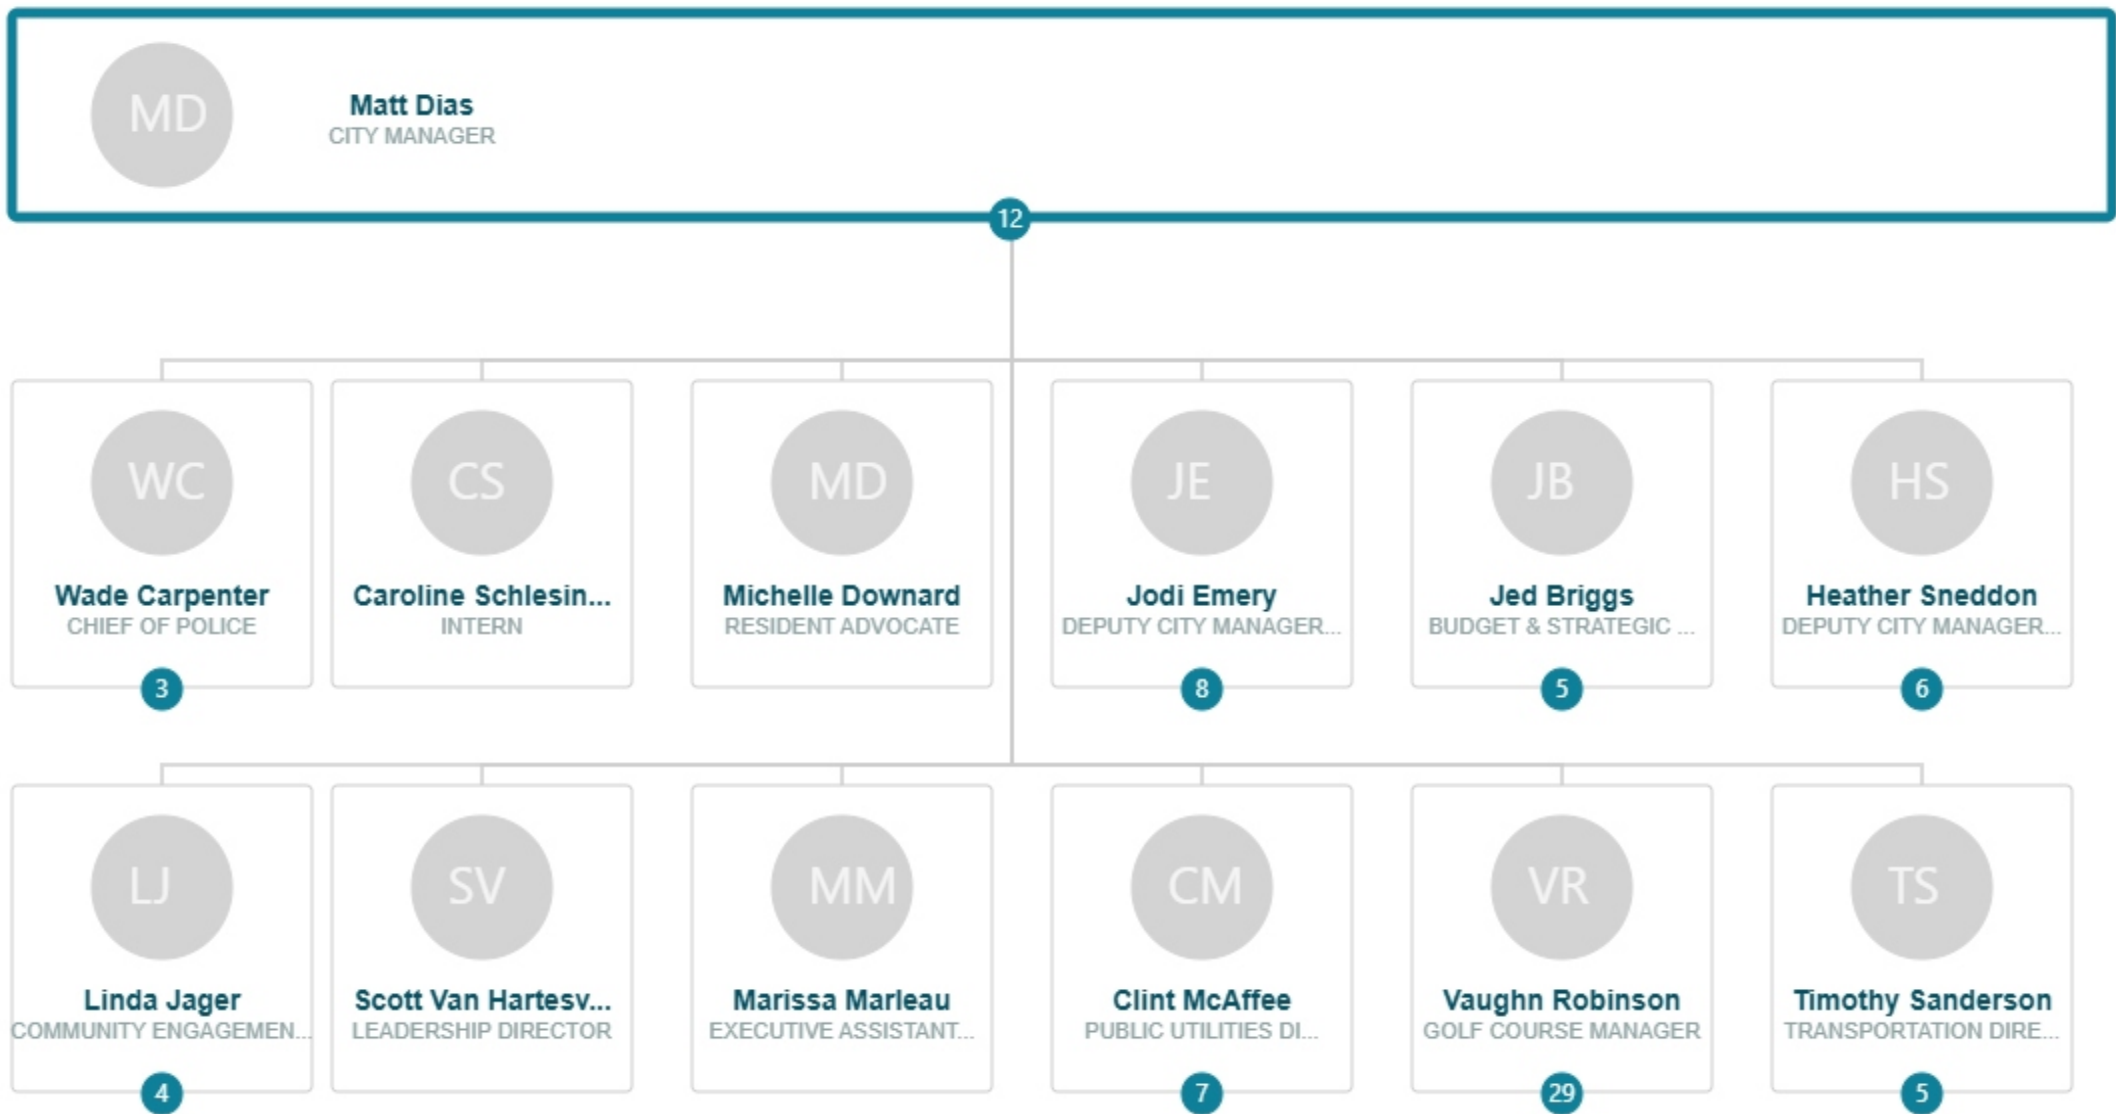 MD
Matt Dias
CITY MANAGER
12
WC
CS
MD
JE
JB
HS
Wade Carpenter
Caroline Schlesin...
Michelle Downard
Jodi Emery
Jed Briggs
Heather Sneddon
CHIEF OF POLICE
INTERN
RESIDENT ADVOCATE
DEPUTY CITY MANAGER...
BUDGET & STRATEGIC ...
DEPUTY CITY MANAGER...
3
8
5
6
LJ
SV
MM
CM
VR
TS
Linda Jager
Scott Van Hartesv...
Marissa Marleau
Clint McAffee
Vaughn Robinson
Timothy Sanderson
COMMUNITY ENGAGEMEN...
LEADERSHIP DIRECTOR
EXECUTIVE ASSISTANT...
PUBLIC UTILITIES DI...
GOLF COURSE MANAGER
TRANSPORTATION DIRE...
4
7
29
5